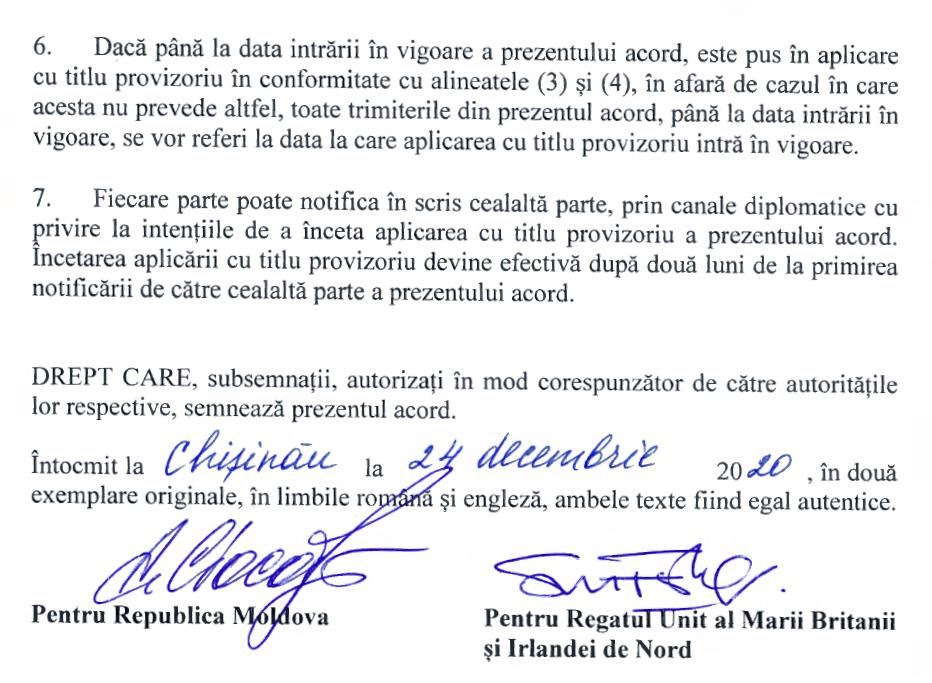 6. Dacă până la data intrării în vigoare a prezentului acord, este pus în aplicare
cu titlu provizoriu în conformitate cu alineatele (3) și (4), în afară de cazul în care
acesta nu prevede altfel, toate trimiterile din prezentul acord, până la data intrării în
vigoare, se vor referi la data la care aplicarea cu titlu provizoriu intră în vigoare.
7. Fiecare parte poate notifica în scris cealaltă parte, prin canale diplomatice cu
privire la intențiile de a înceta aplicarea cu titlu provizoriu a prezentului acord.
Încetarea aplicării cu titlu provizoriu devine efectivă după două luni de la primirea
notificării de către cealaltă parte a prezentului acord.
DREPT CARE, subsemnații, autorizați în mod corespunzător de către autoritățile
lor respective, semnează prezentul acord.
Întocmit la Chișinău la 24 decembrie 2020, în două
exemplare originale, în limbile română și engleză, ambele texte fiind egal autentice.
Pentru Republica Moldova
Pentru Regatul Unit al Marii Britanii
și Irlandei de Nord